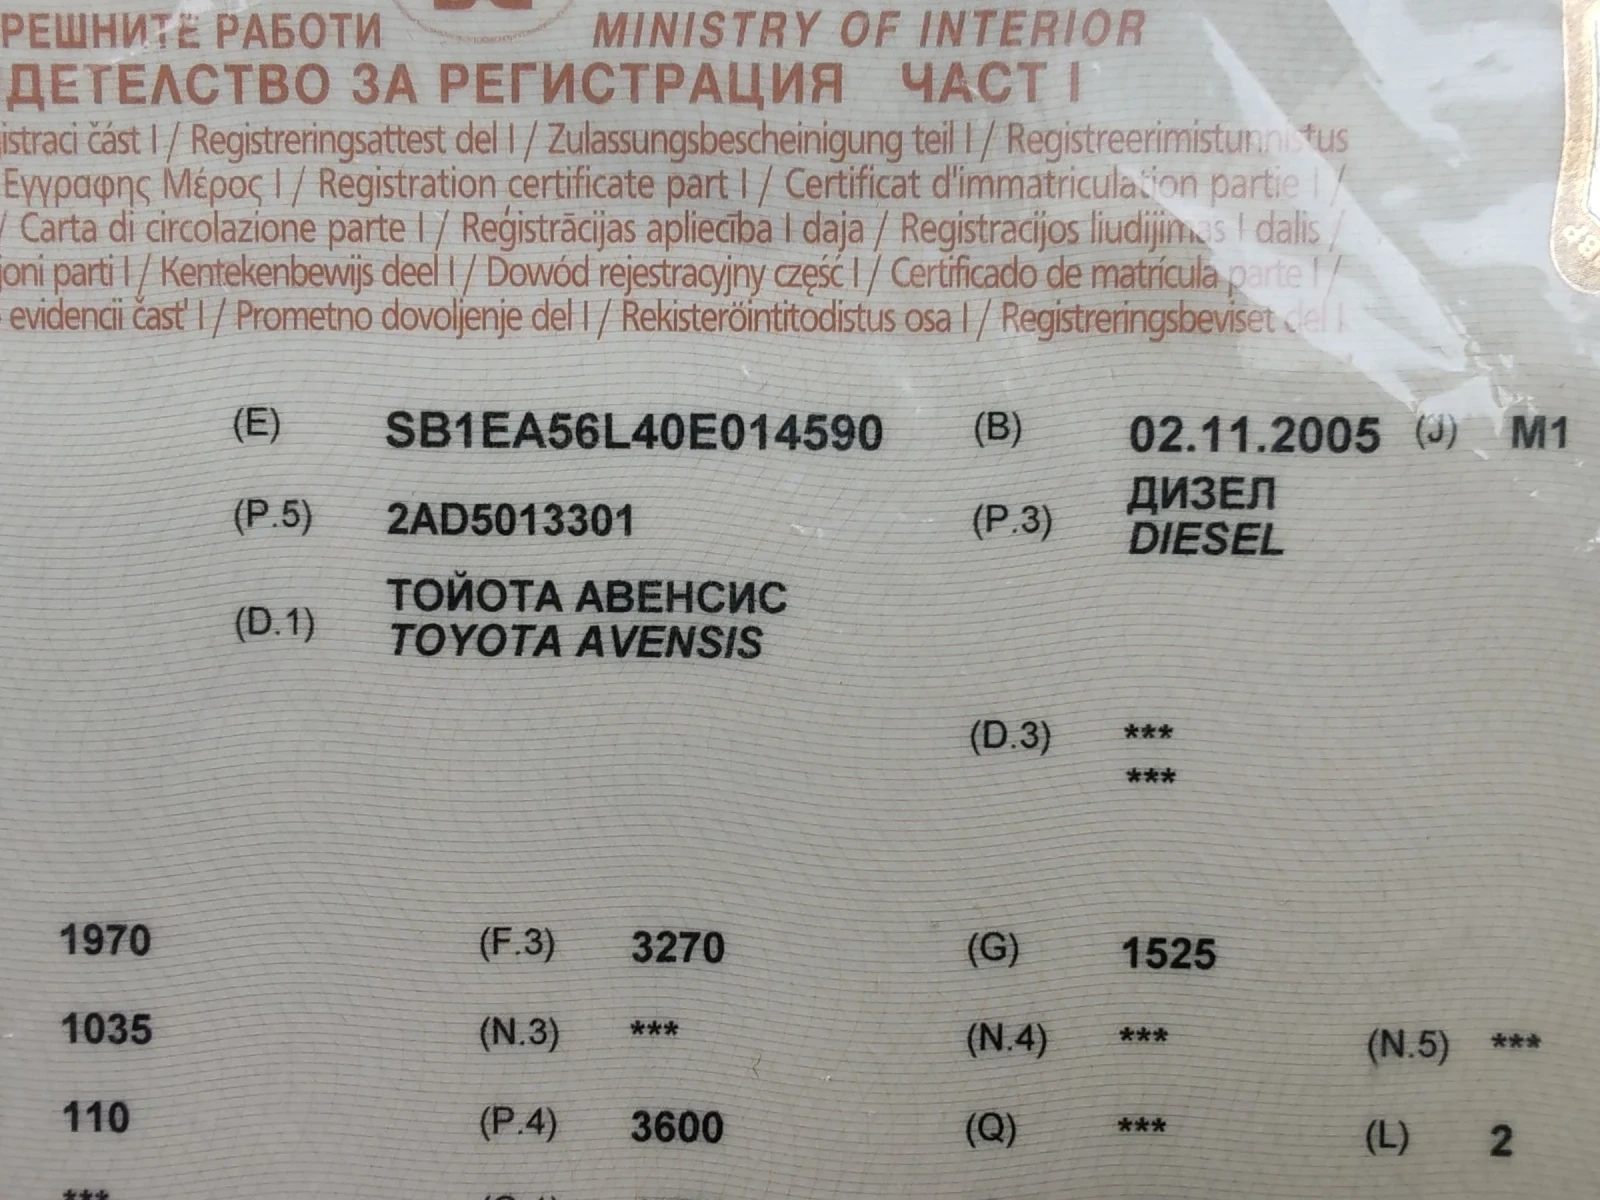 РЕШНИТЕ РАБОТИ MINISTRY OF INTERIOR
ДЕТЕЛСТВО ЗА РЕГИСТРАЦИЯ ЧАСТ I
istraci část I / Registreringsattest del I / Zulassungsbescheinigung teil I / Registreerimistunnistus
Εγγραφης Μέρος I / Registration certificate part I / Certificat d'immatriculation partie I /
/ Carta di circolazione parte I / Reģistrācijas apliecība I daja / Registracijos liudijimas I dalis /
joni parti I / Kentekenbewijs deel I / Dowód rejestracyjny część I / Certificado de matrícula parte I /
evidencii časť I / Prometno dovoljenje del I / Rekisteröintitodistus osa I / Registreringsbeviset del I
(E) SB1EA56L40E014590 (B) 02.11.2005 (J) M1
(P.5) 2AD5013301 (P.3) ДИЗЕЛ
DIESEL
(D.1) ТОЙОТА АВЕНСИС
TOYOTA AVENSIS
(D.3) ***
***
1970 (F.3) 3270 (G) 1525
1035 (N.3) *** (N.4) *** (N.5) ***
110 (P.4) 3600 (Q) *** (L) 2
***